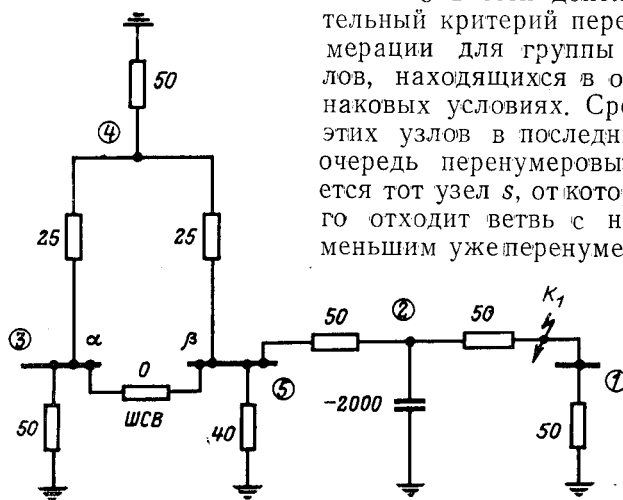 тельный критерий пере
мерации для группы
лов, находящихся в о
наковых условиях. Сре
этих узлов в последн
очередь перенумеровы
ется тот узел s, от кото
го отходит ветвь с н
меньшим уже перенуме
50
④
25
25
③
α
β
0
ШСВ
⑤
50
40
50
②
50
K₁
-2000
①
50